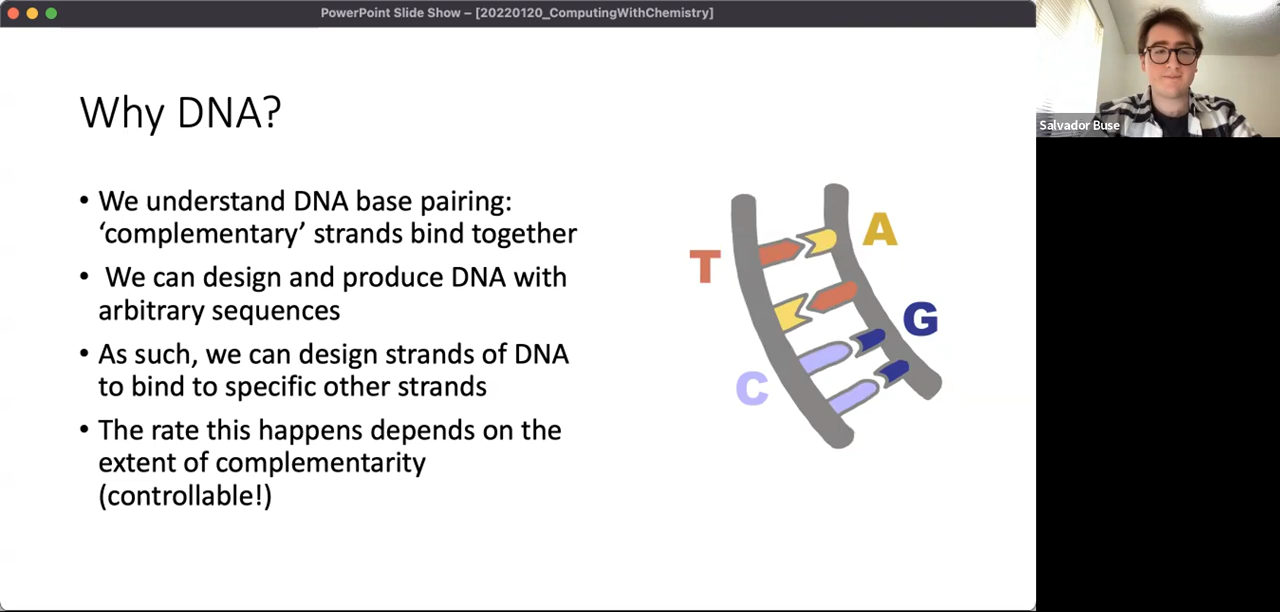 PowerPoint Slide Show – [20220120_ComputingWithChemistry]
Salvador Buse
Why DNA?
• We understand DNA base pairing:
‘complementary’ strands bind together
• We can design and produce DNA with
arbitrary sequences
• As such, we can design strands of DNA
to bind to specific other strands
• The rate this happens depends on the
extent of complementarity
(controllable!)
A
T
G
C